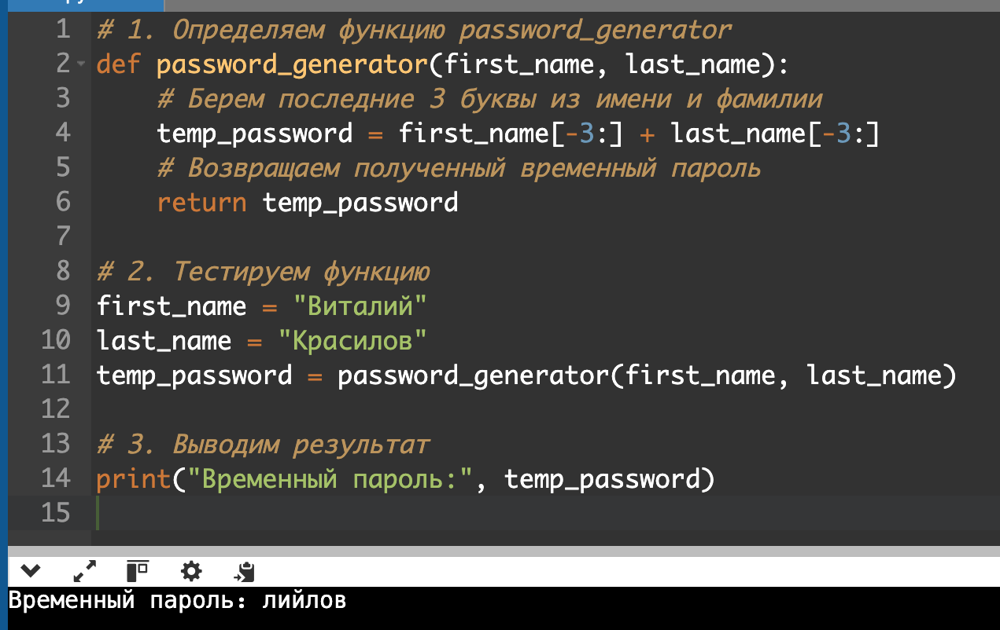 1 # 1. Определяем функцию password_generator
2 def password_generator(first_name, last_name):
3     # Берем последние 3 буквы из имени и фамилии
4     temp_password = first_name[-3:] + last_name[-3:]
5     # Возвращаем полученный временный пароль
6     return temp_password
7
8 # 2. Тестируем функцию
9 first_name = "Виталий"
10 last_name = "Красилов"
11 temp_password = password_generator(first_name, last_name)
12
13 # 3. Выводим результат
14 print("Временный пароль:", temp_password)
15
Временный пароль: лийлов